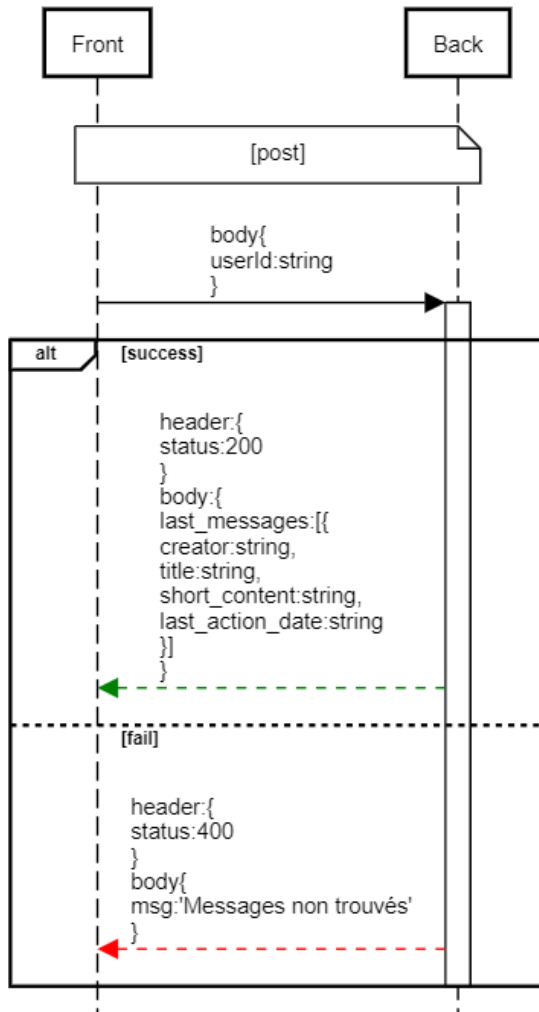 Front
Back
[post]
body{
userId:string
}
alt
[success]
header:{
status:200
}
body:{
last_messages:[{
creator:string,
title:string,
short_content:string,
last_action_date:string
}]
}
[fail]
header:{
status:400
}
body{
msg:'Messages non trouvés'
}